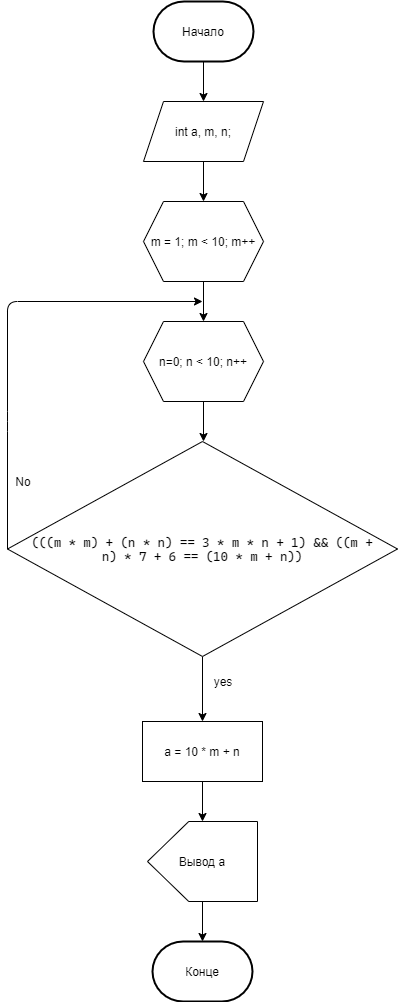 Начало
int a, m, n;
m = 1; m < 10; m++
n=0; n < 10; n++
No
(((m * m) + (n * n) == 3 * m * n + 1) && ((m +
n) * 7 + 6 == (10 * m + n))
yes
a = 10 * m + n
Вывод a
Конце